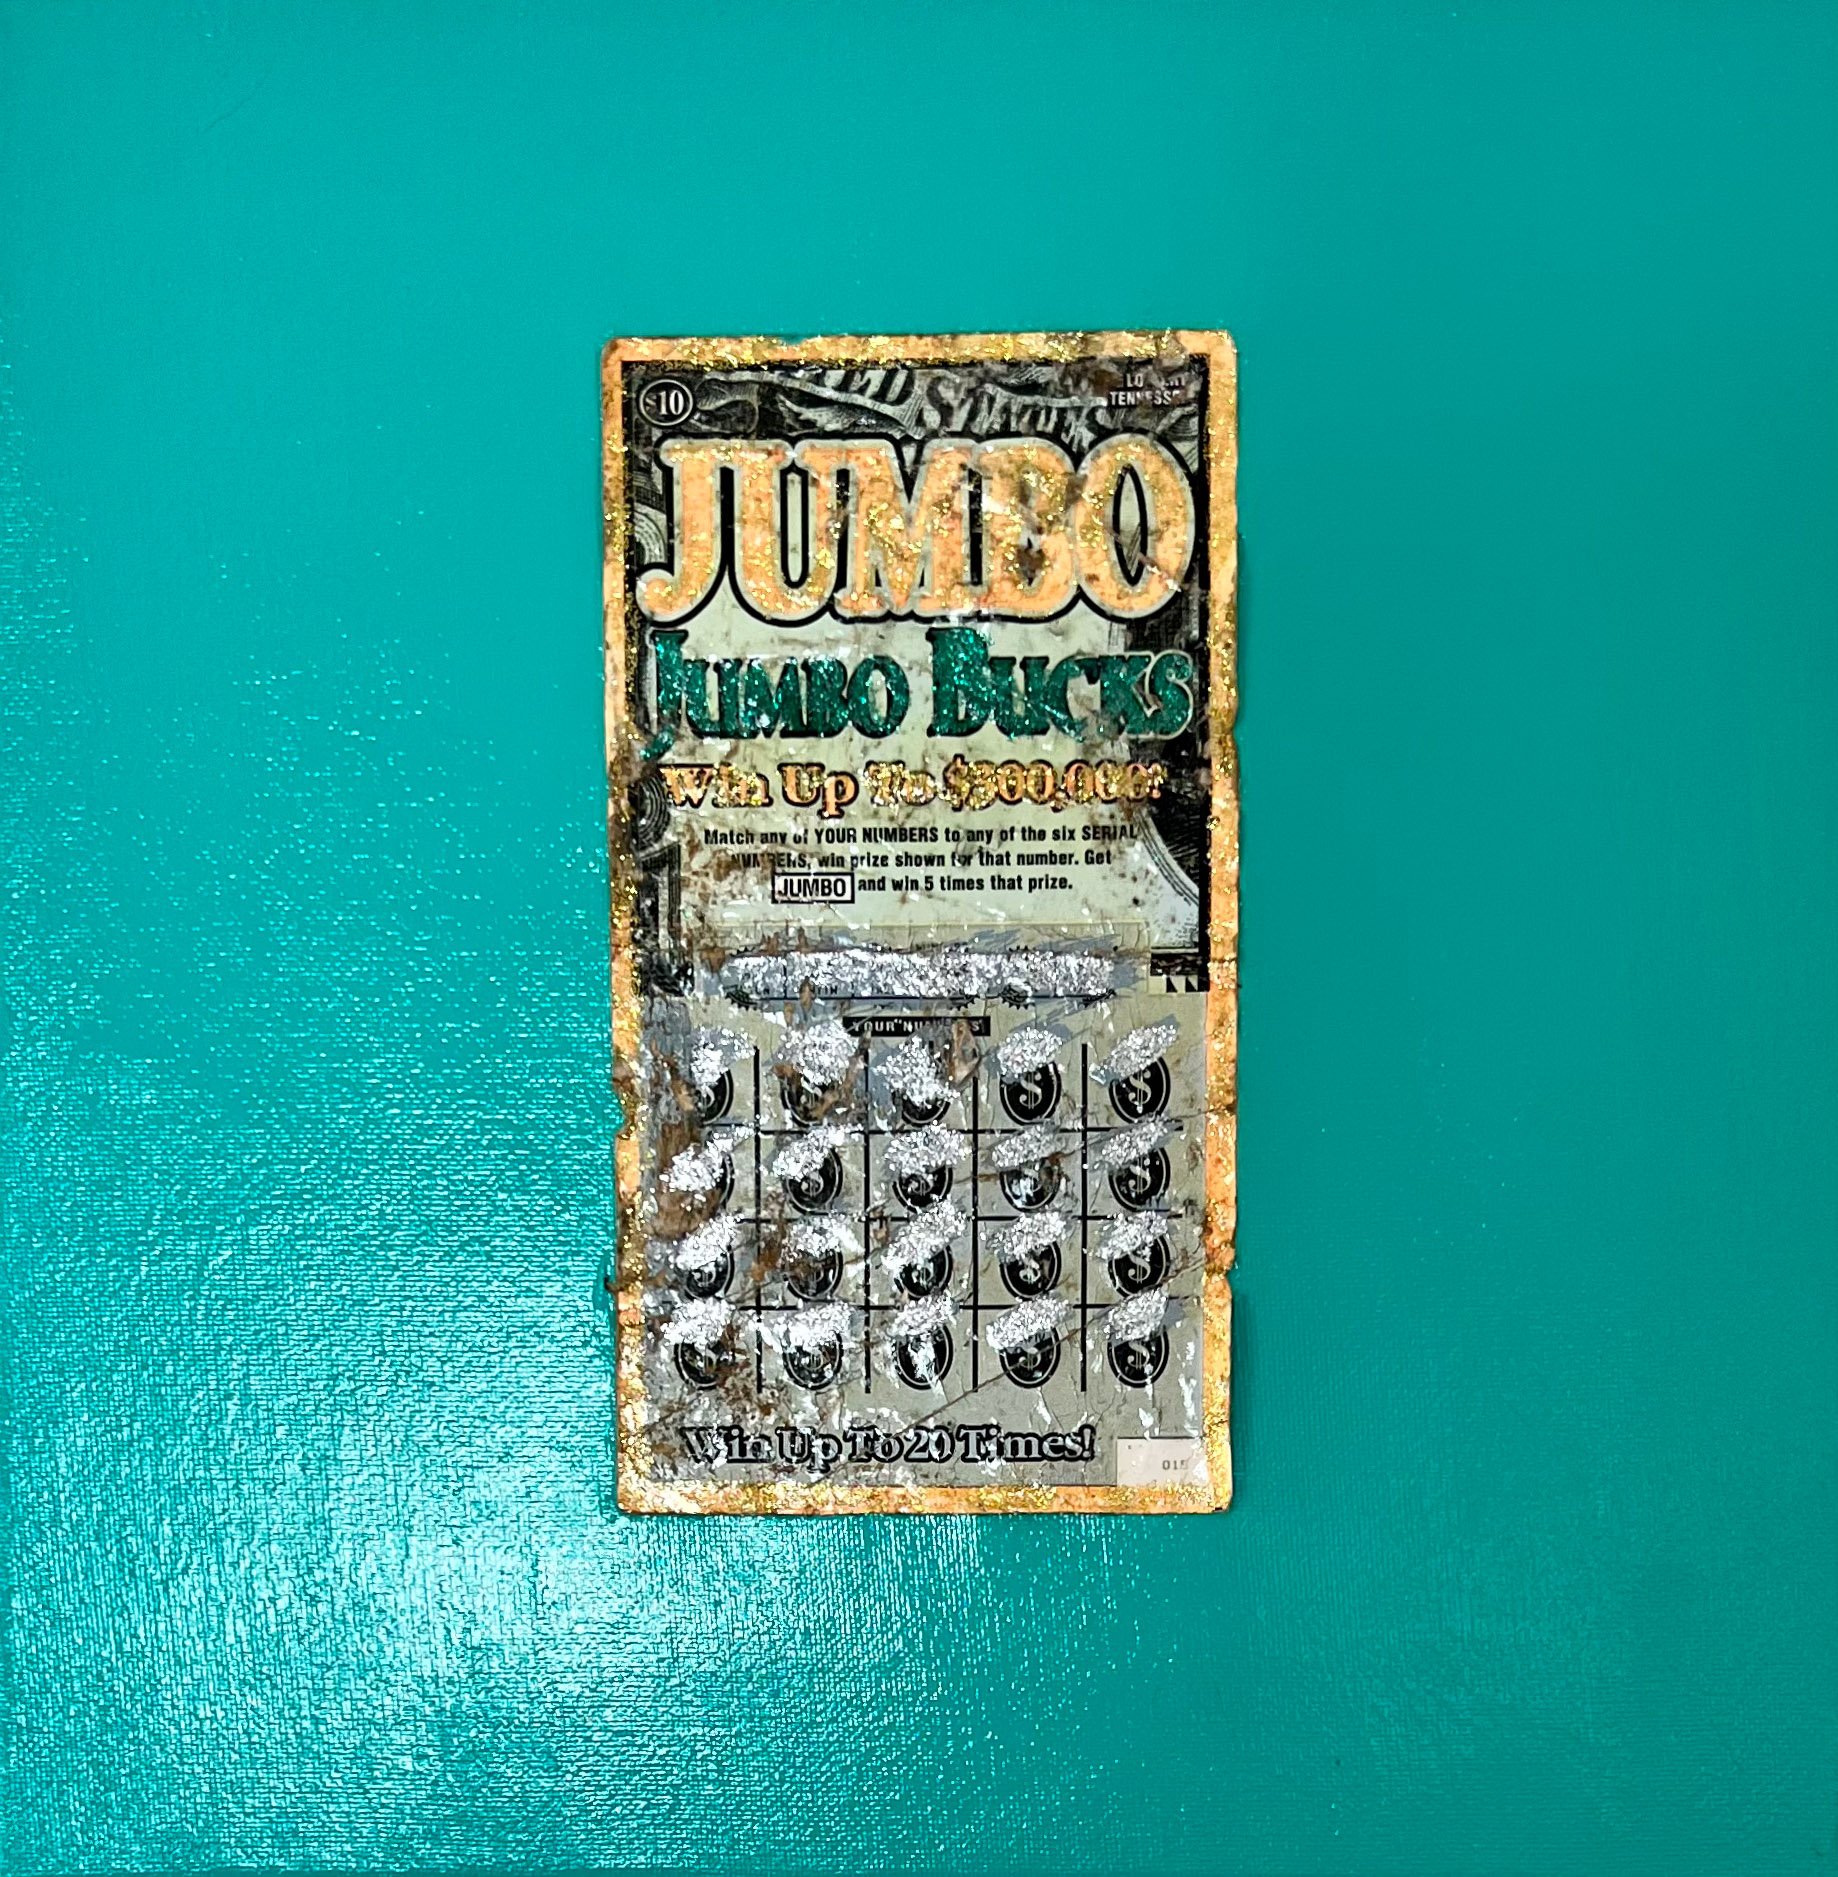 $10
STATES
JUMBO
JUMBO BUCKS
Win Up To $500,000!
Match any of YOUR NUMBERS to any of the six SERIAL
NUMBERS, win prize shown for that number. Get
JUMBO and win 5 times that prize.
YOUR NUMBERS
Win Up To 20 Times!